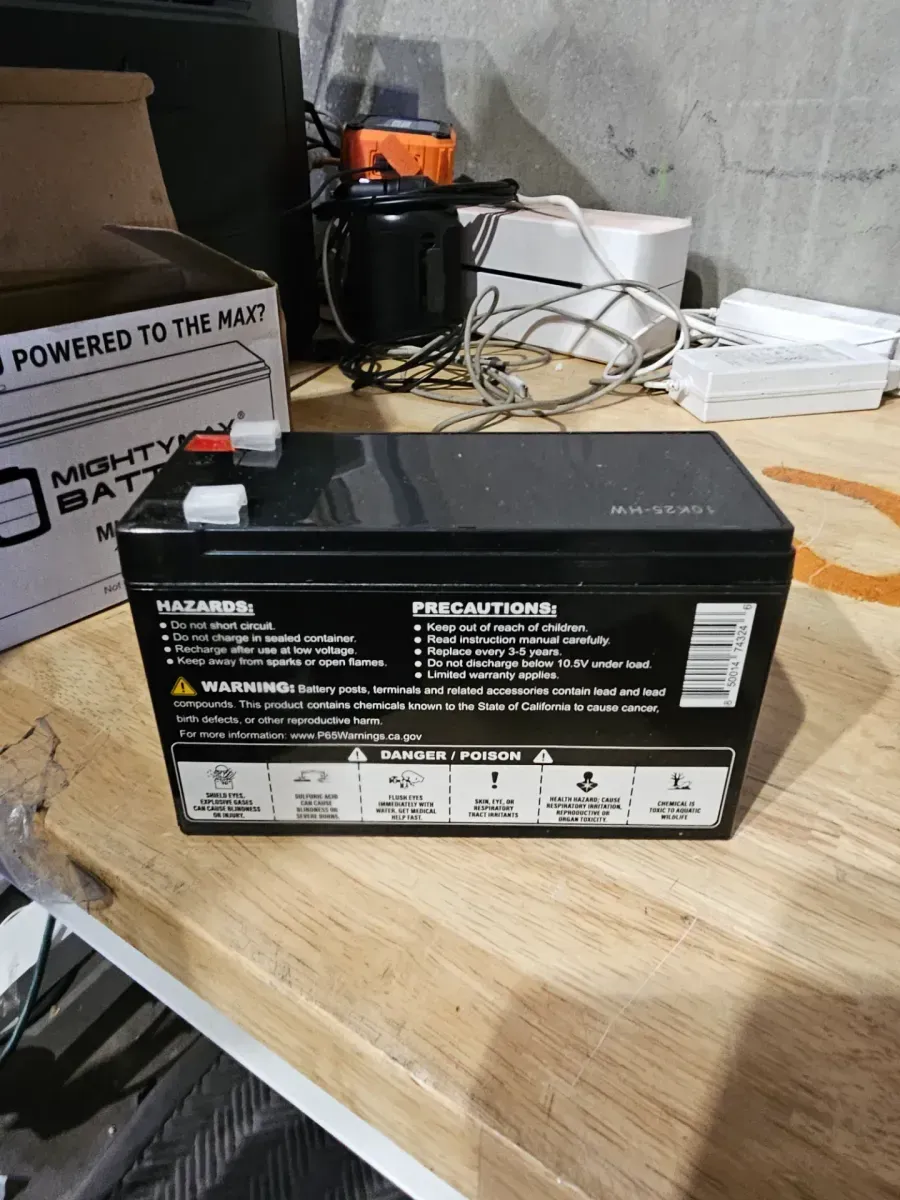 POWERED TO THE MAX?
MIGHTYMAX®
BATT
Not
10K25-HW
HAZARDS:
● Do not short circuit.
● Do not charge in sealed container.
● Recharge after use at low voltage.
● Keep away from sparks or open flames.
PRECAUTIONS:
● Keep out of reach of children.
● Read instruction manual carefully.
● Replace every 3-5 years.
● Do not discharge below 10.5V under load.
● Limited warranty applies.
WARNING: Battery posts, terminals and related accessories contain lead and lead
compounds. This product contains chemicals known to the State of California to cause cancer,
birth defects, or other reproductive harm.
For more information: www.P65Warnings.ca.gov
8 50014 74324 6
DANGER / POISON
SHIELD EYES,
EXPLOSIVE GASES
CAN CAUSE BLINDNESS
OR INJURY.
SULFURIC ACID
CAN CAUSE
BLINDNESS OR
SEVERE BURNS.
FLUSH EYES
IMMEDIATELY WITH
WATER, GET MEDICAL
HELP FAST.
SKIN, EYE, OR
RESPIRATORY
TRACT IRRITANTS
HEALTH HAZARD: CAUSE
RESPIRATORY IRRITATION,
REPRODUCTIVE OR
ORGAN TOXICITY.
CHEMICAL IS
TOXIC TO AQUATIC
WILDLIFE